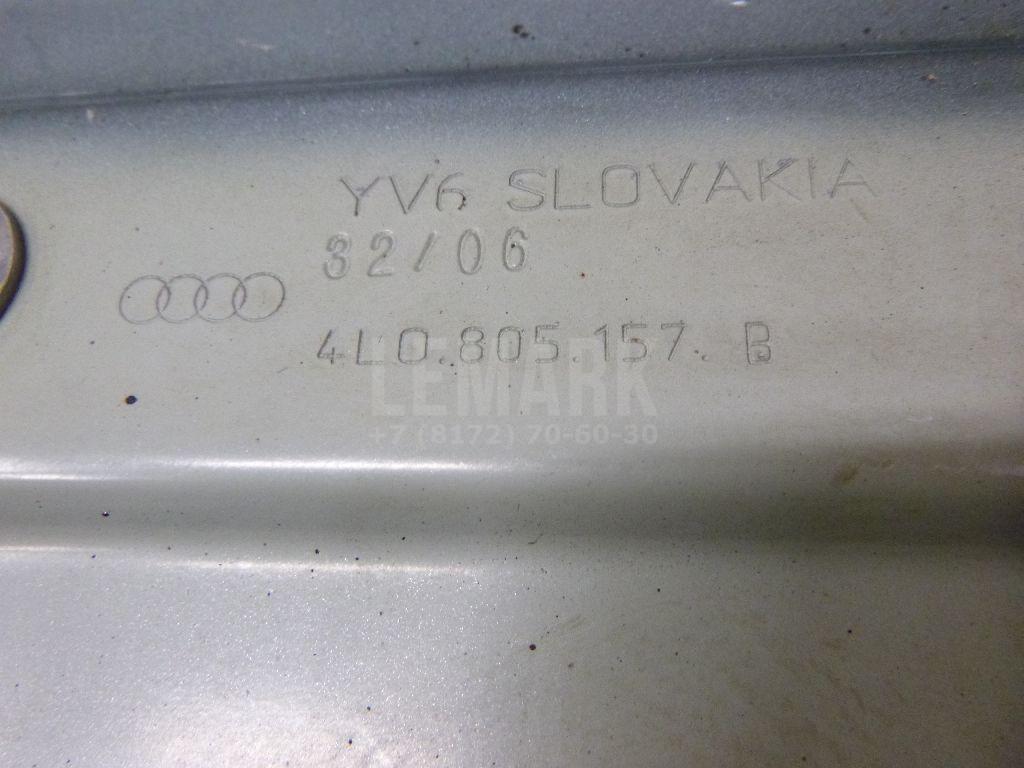 YV6 SLOVAKIA
32/06
4L0.805.157. B
LEMARK
+7 (8172) 70-60-30